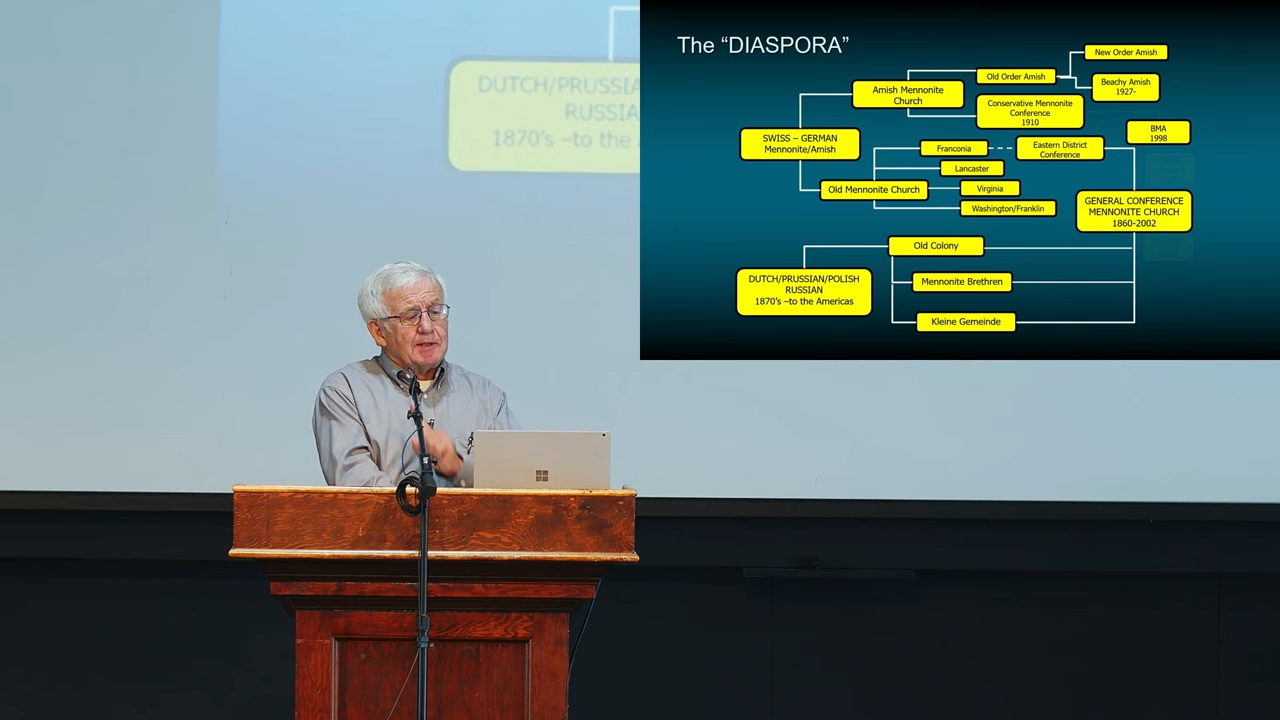 DUTCH/PRUSSIA
RUSSIAN
1870's –to the
The “DIASPORA”
New Order Amish
Old Order Amish
Beachy Amish
1927-
Amish Mennonite
Church
Conservative Mennonite
Conference
1910
BMA
1998
SWISS – GERMAN
Mennonite/Amish
Franconia
Eastern District
Conference
Lancaster
Old Mennonite Church
Virginia
Washington/Franklin
GENERAL CONFERENCE
MENNONITE CHURCH
1860-2002
Old Colony
DUTCH/PRUSSIAN/POLISH
RUSSIAN
1870's –to the Americas
Mennonite Brethren
Kleine Gemeinde